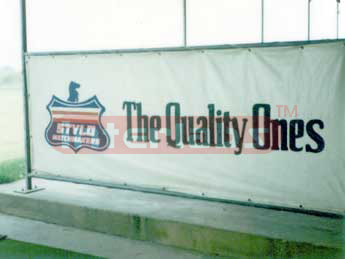 STYLO
MATCHMAKERS
The Quality Ones
TM